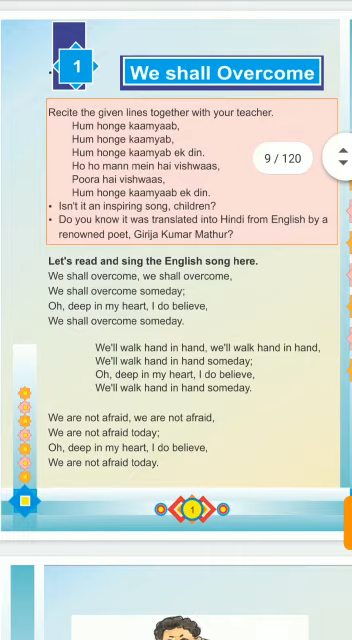 1
We shall Overcome
Recite the given lines together with your teacher.
Hum honge kaamyaab,
Hum honge kaamyab,
Hum honge kaamyab ek din.
Ho ho mann mein hai vishwaas,
Poora hai vishwaas,
Hum honge kaamyaab ek din.
• Isn't it an inspiring song, children?
• Do you know it was translated into Hindi from English by a
renowned poet, Girija Kumar Mathur?
9 / 120
Let's read and sing the English song here.
We shall overcome, we shall overcome,
We shall overcome someday;
Oh, deep in my heart, I do believe,
We shall overcome someday.
We'll walk hand in hand, we'll walk hand in hand,
We'll walk hand in hand someday;
Oh, deep in my heart, I do believe,
We'll walk hand in hand someday.
We are not afraid, we are not afraid,
We are not afraid today;
Oh, deep in my heart, I do believe,
We are not afraid today.
1